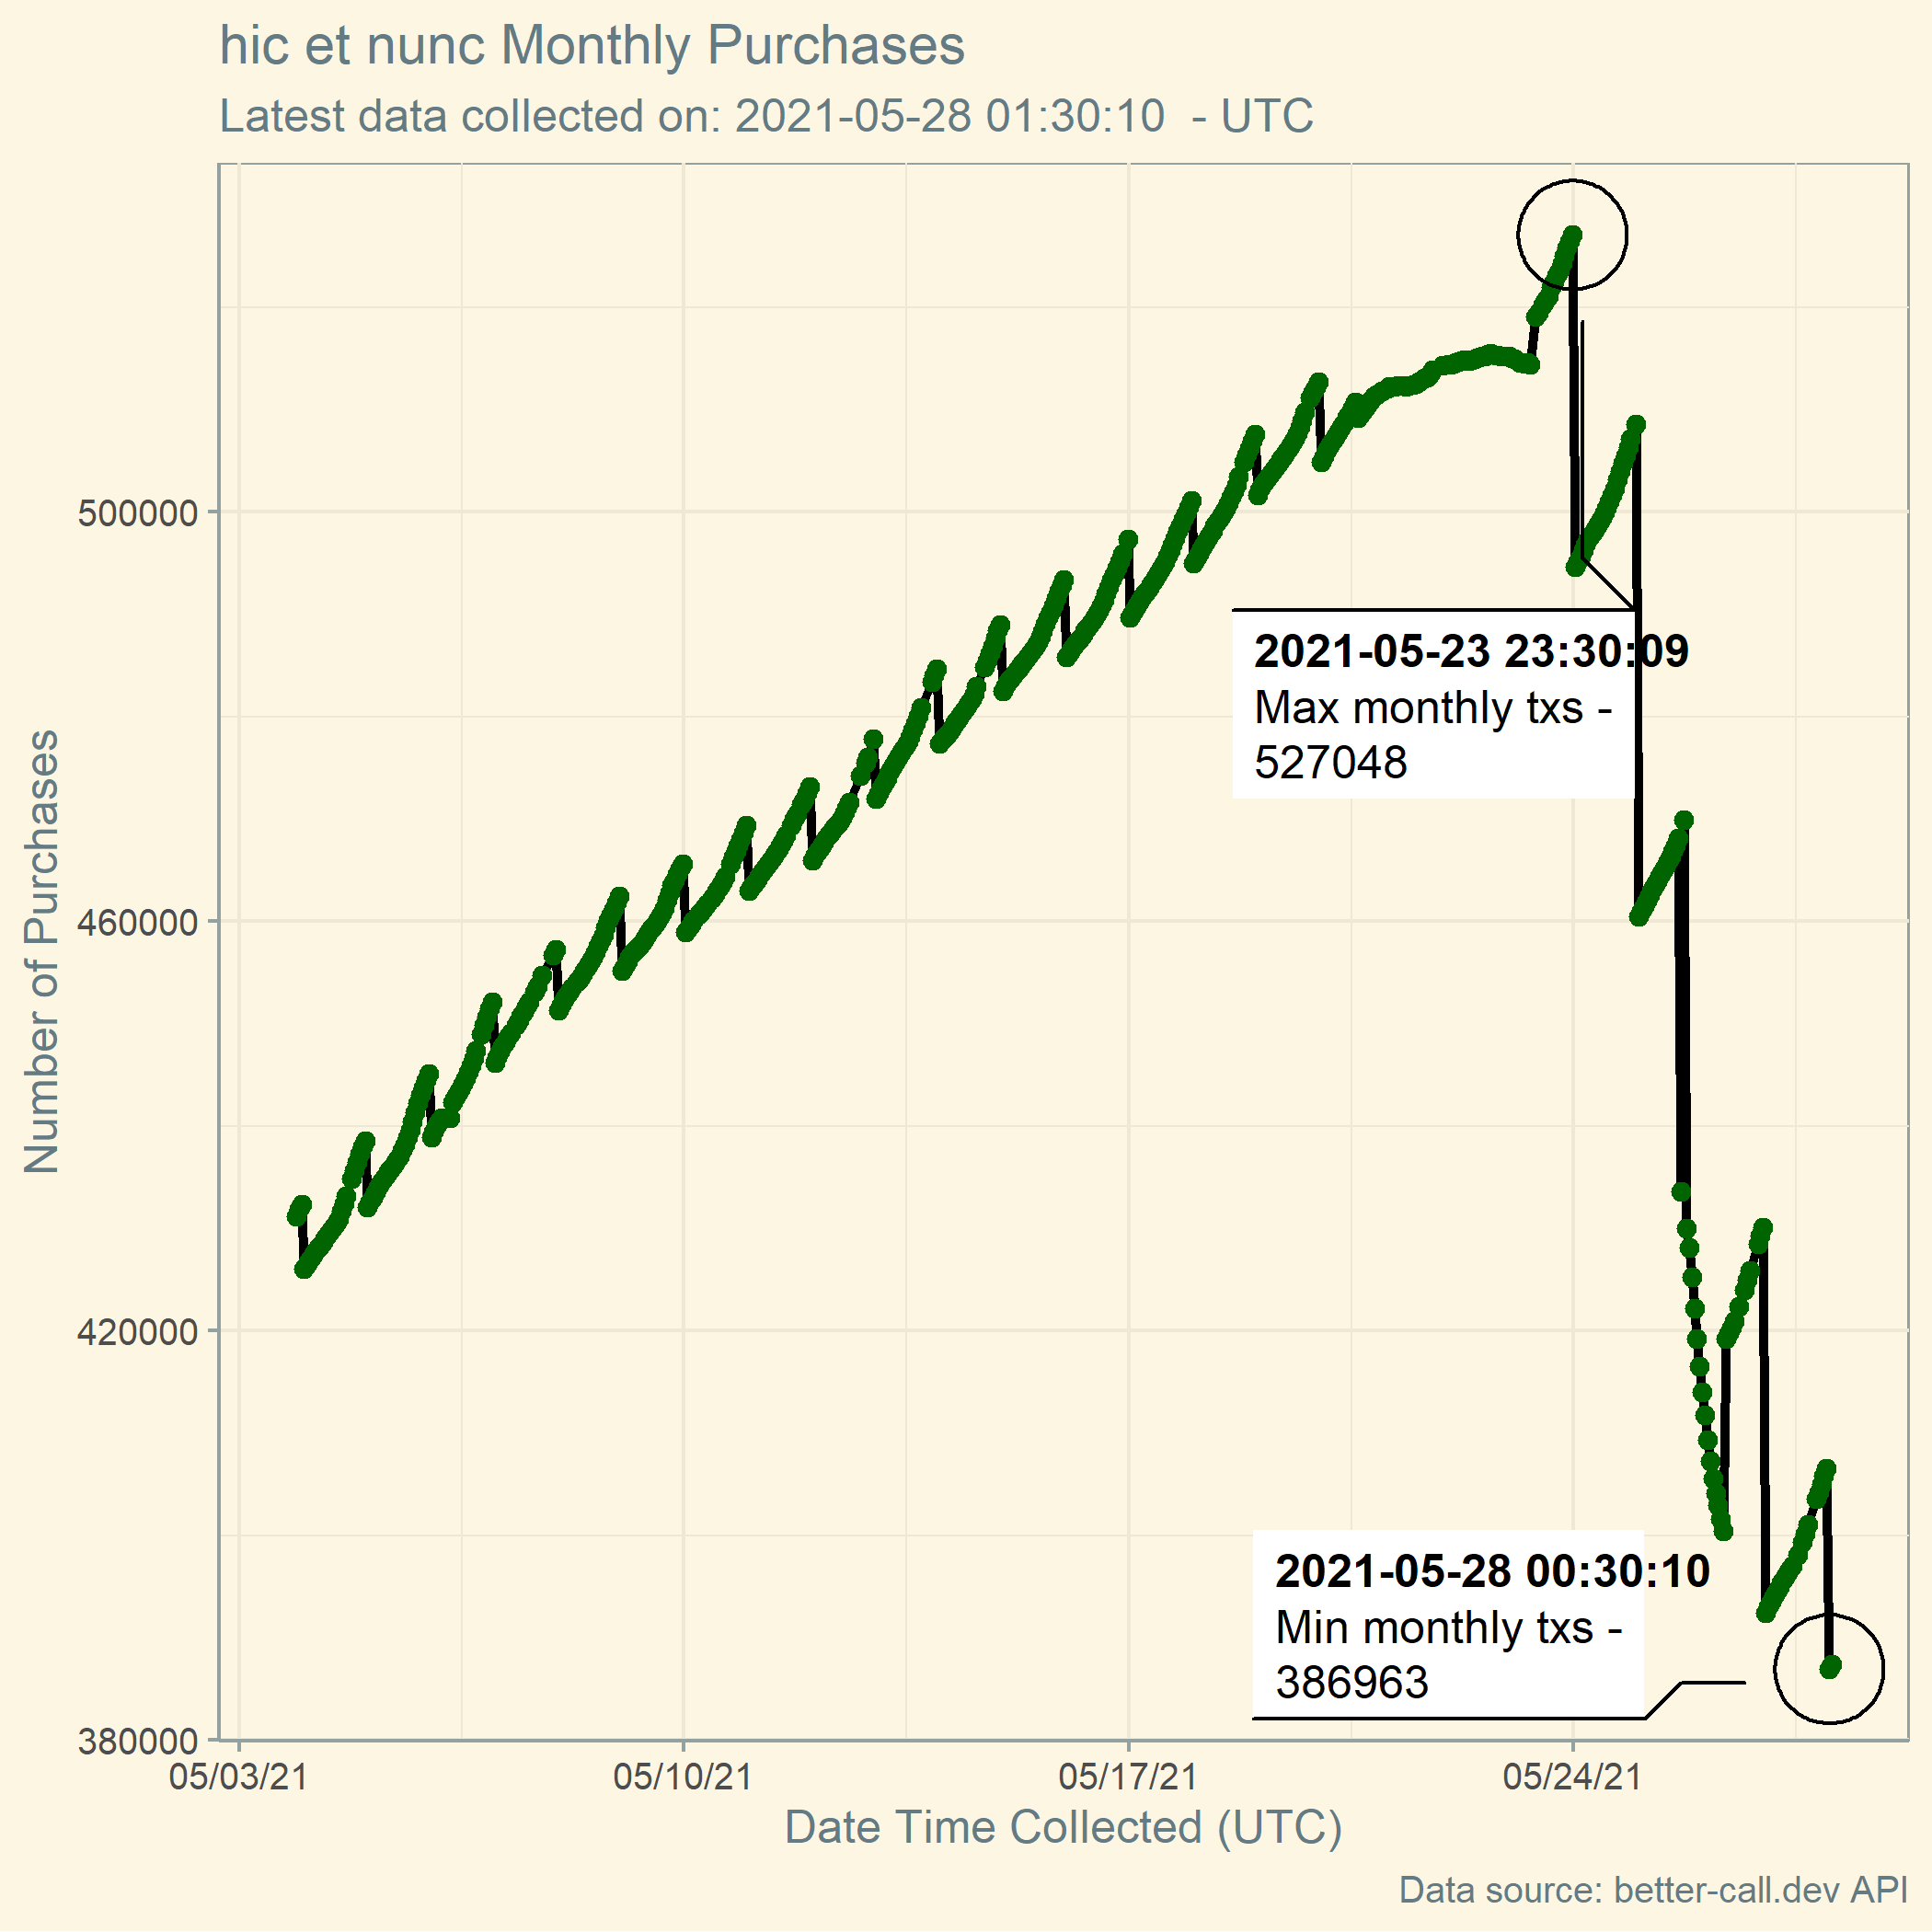 hic et nunc Monthly Purchases
Latest data collected on: 2021-05-28 01:30:10  - UTC
Number of Purchases
500000
460000
420000
380000
2021-05-23 23:30:09
Max monthly txs -
527048
2021-05-28 00:30:10
Min monthly txs -
386963
05/03/21
05/10/21
05/17/21
05/24/21
Date Time Collected (UTC)
Data source: better-call.dev API